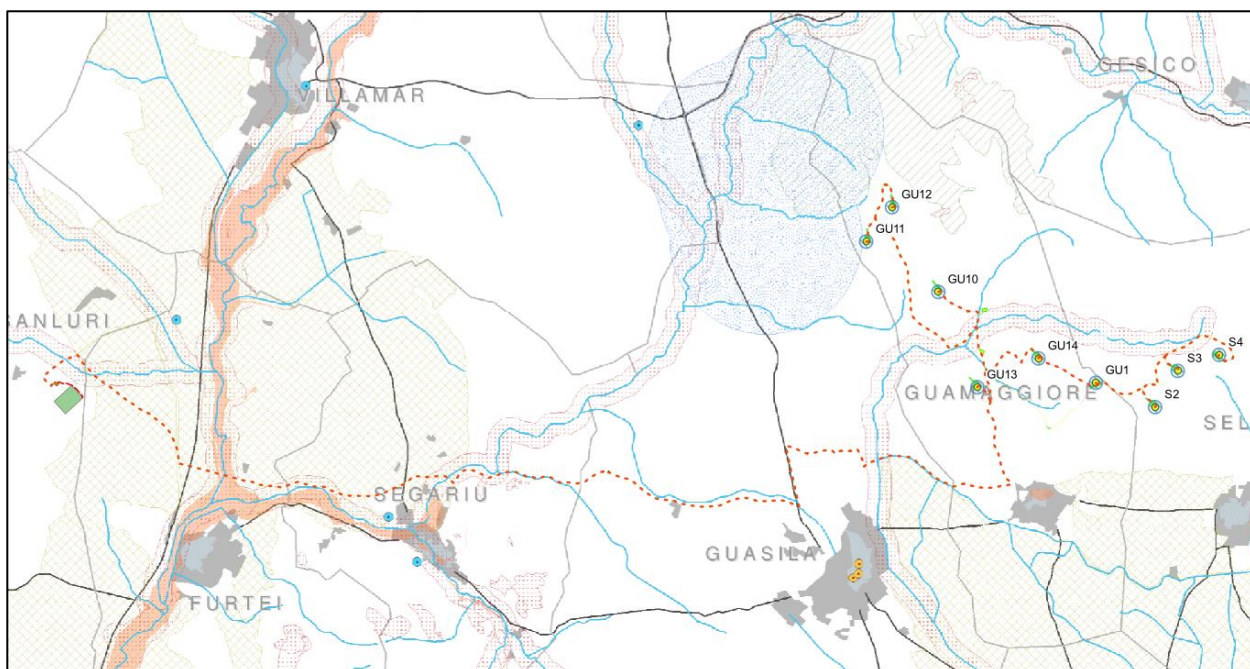 GESICO
VILLAMAR
GU12
GU11
GU10
SANLURI
GU14
S4
S3
GU1
GU13
GUAMAGGIORE
S2
SEL
SEGARIU
GUASILA
FURTEI